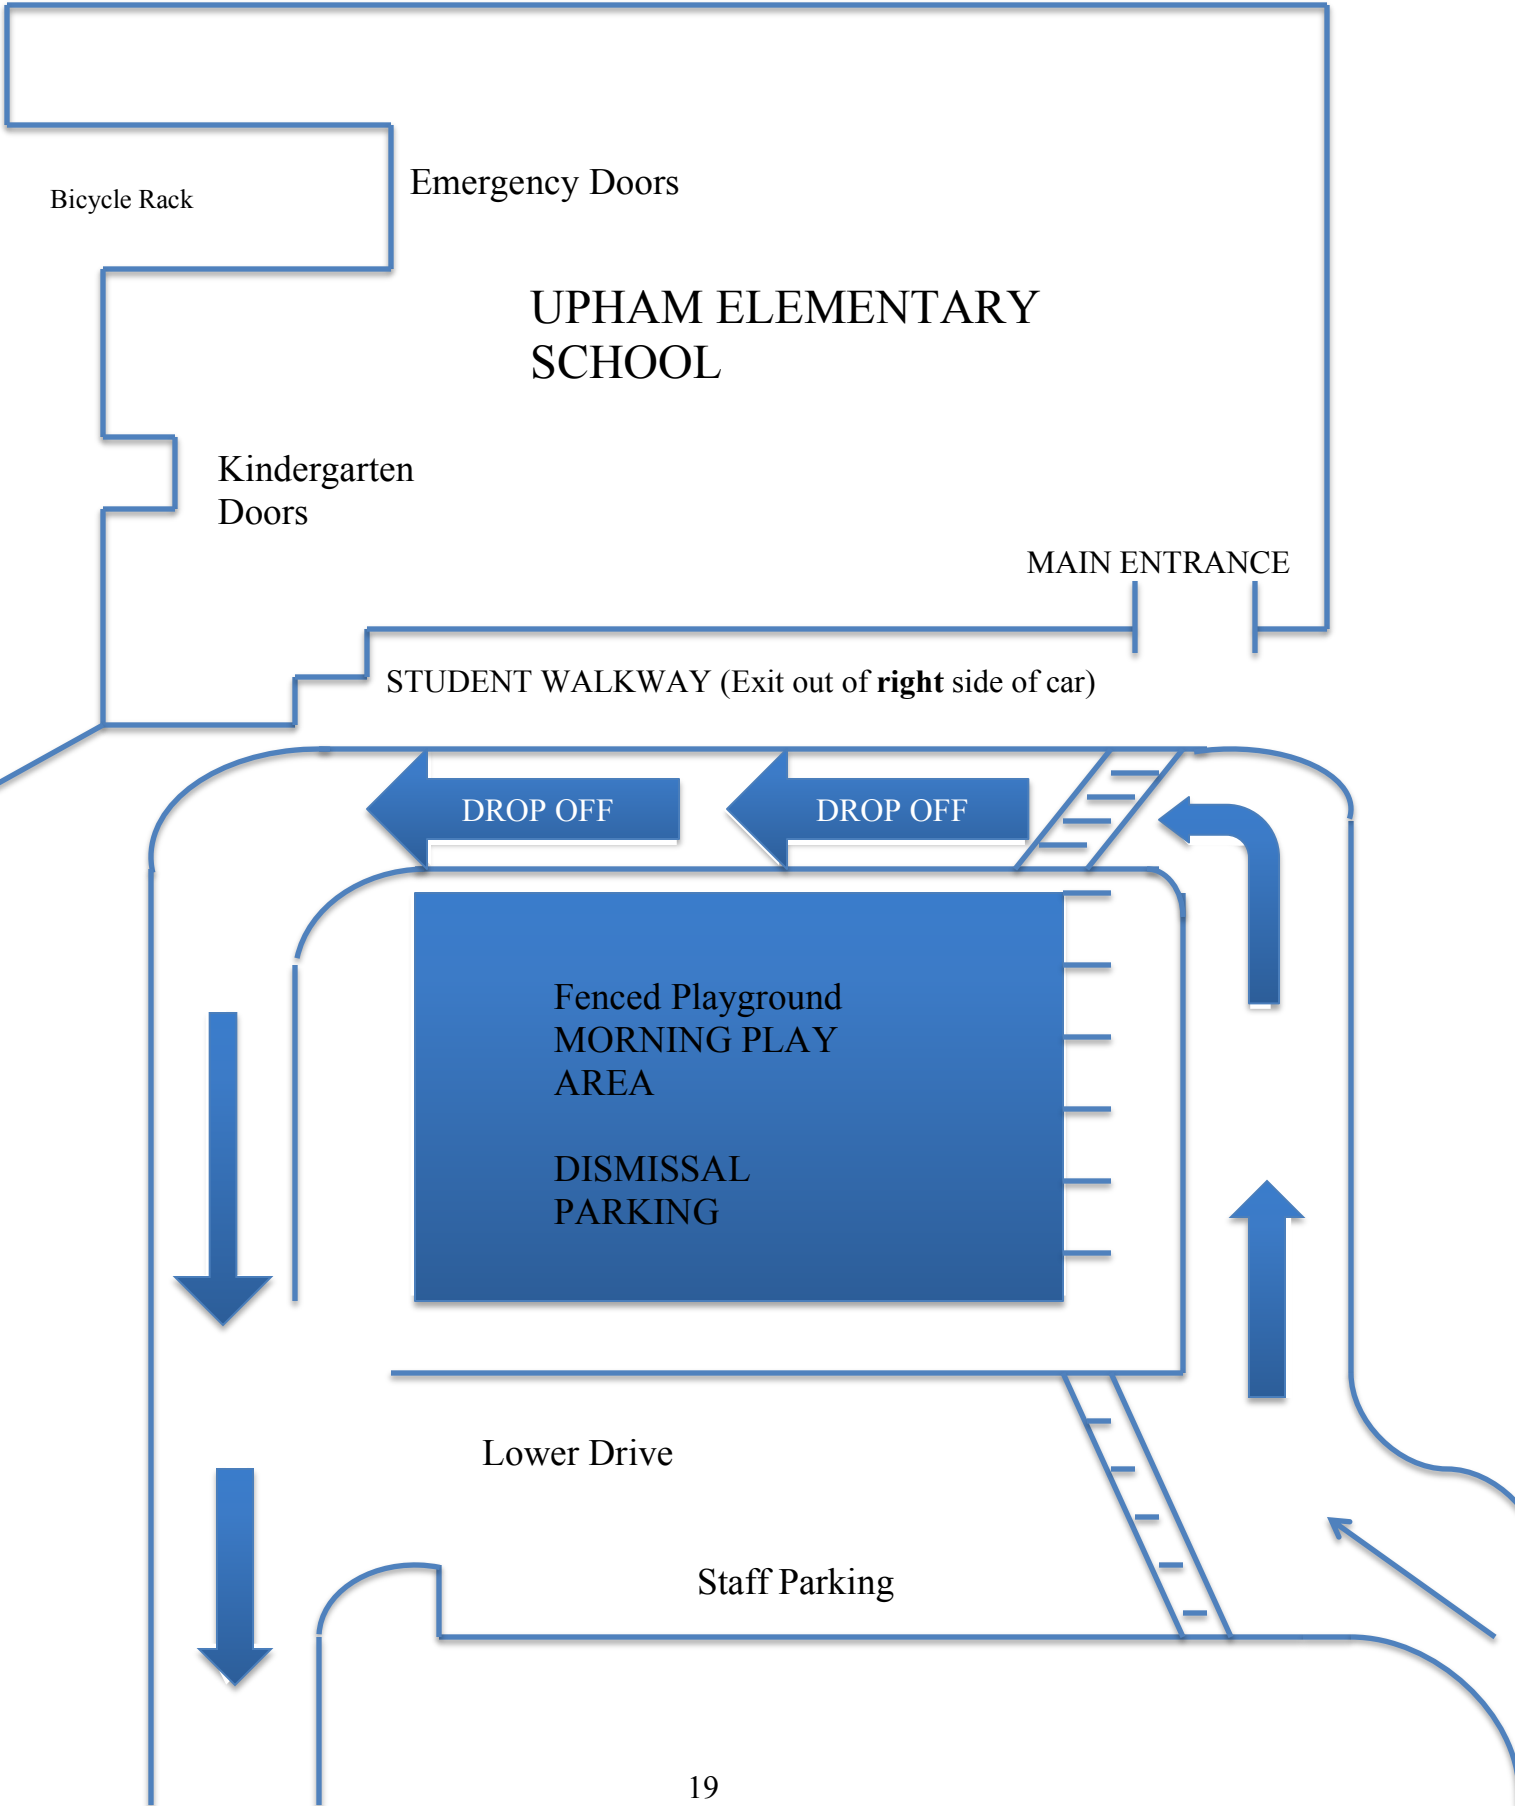 Emergency Doors
Bicycle Rack
UPHAM ELEMENTARY
SCHOOL
Kindergarten
Doors
MAIN ENTRANCE
STUDENT WALKWAY (Exit out of right side of car)
DROP OFF
DROP OFF
Fenced Playground
MORNING PLAY
AREA
DISMISSAL
PARKING
Lower Drive
Staff Parking
19